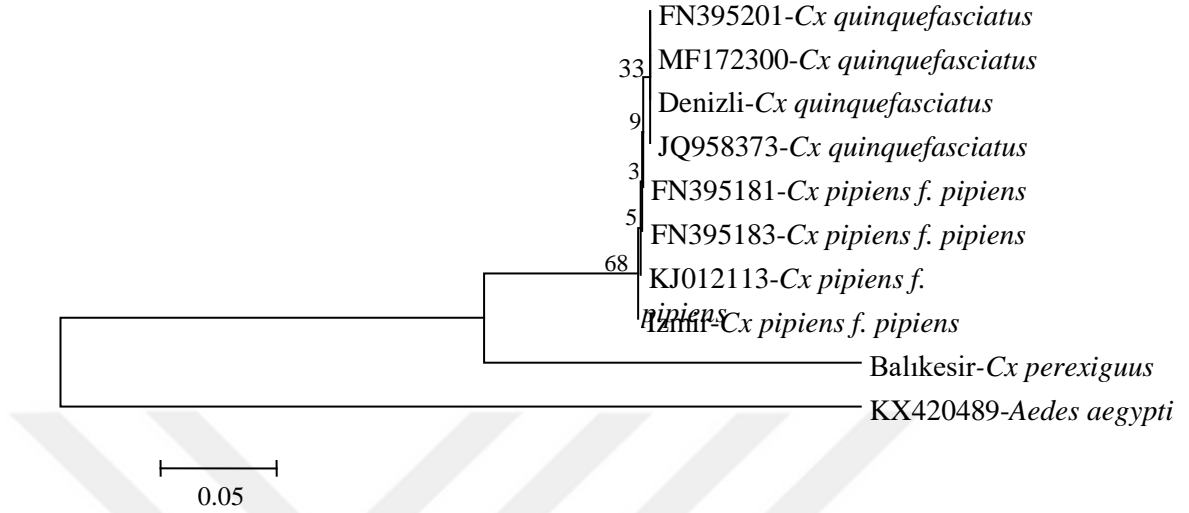 FN395201-Cx quinquefasciatus
MF172300-Cx quinquefasciatus
33
Denizli-Cx quinquefasciatus
9
JQ958373-Cx quinquefasciatus
3
FN395181-Cx pipiens f. pipiens
5
FN395183-Cx pipiens f. pipiens
68
KJ012113-Cx pipiens f.
pipiens
Izmir-Cx pipiens f. pipiens
Balıkesir-Cx perexiguus
KX420489-Aedes aegypti
0.05